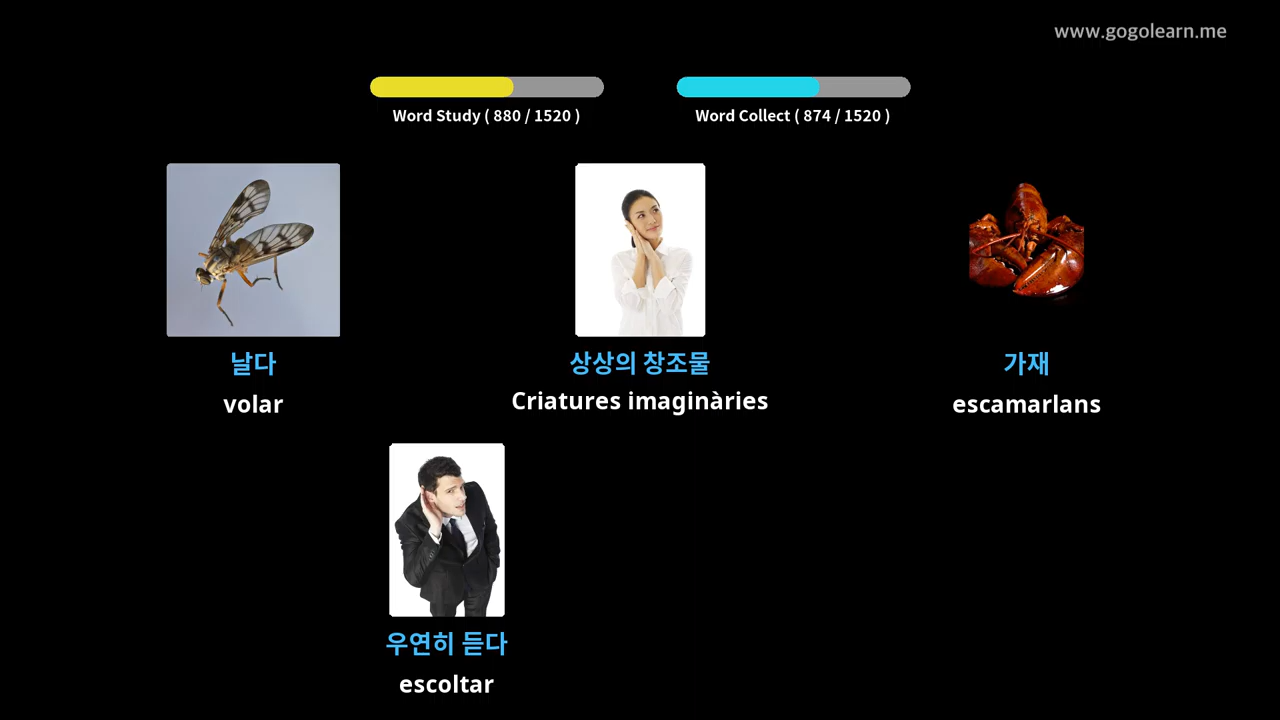 www.gogolearn.me
Word Study ( 880 / 1520 )
Word Collect ( 874 / 1520 )
날다
volar
상상의 창조물
Criatures imaginàries
가재
escamarlans
우연히 듣다
escoltar